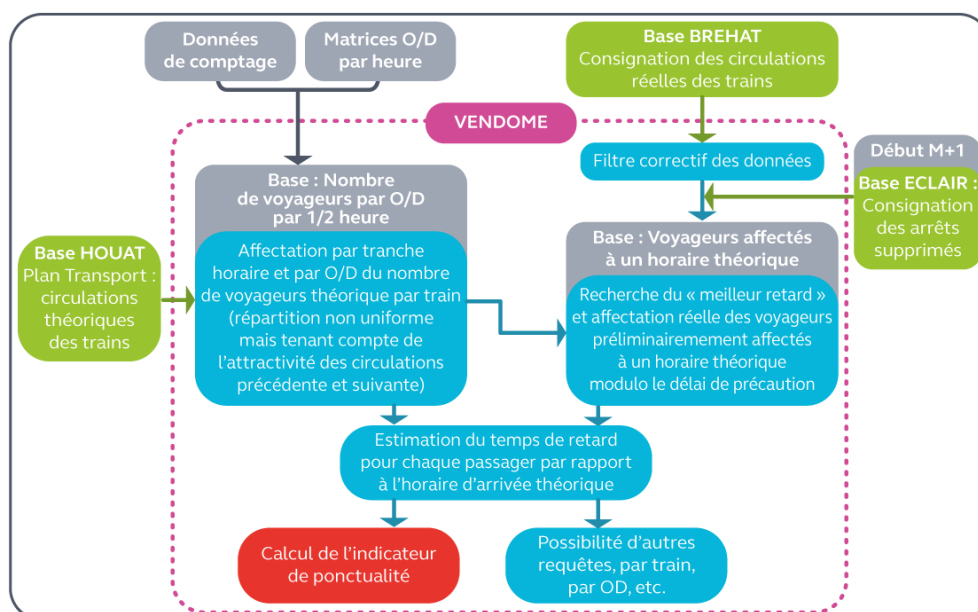 Données
de comptage
Matrices O/D
par heure
Base BREHAT
Consignation des circulations
réelles des trains
VENDOME
Filtre correctif des données
Début M+1
Base ECLAIR :
Consignation
des arrêts
supprimés
Base : Nombre
de voyageurs par O/D
par 1/2 heure
Base HOUAT
Plan Transport :
circulations
théoriques
des trains
Affectation par tranche
horaire et par O/D du nombre
de voyageurs théorique par train
(répartition non uniforme
mais tenant compte de
l’attractivité des circulations
précédente et suivante)
Base : Voyageurs affectés
à un horaire théorique
Recherche du « meilleur retard »
et affectation réelle des voyageurs
préliminairemement affectés
à un horaire théorique
modulo le délai de précaution
Estimation du temps de retard
pour chaque passager par rapport
à l’horaire d’arrivée théorique
Calcul de l’indicateur
de ponctualité
Possibilité d’autres
requêtes, par train,
par OD, etc.